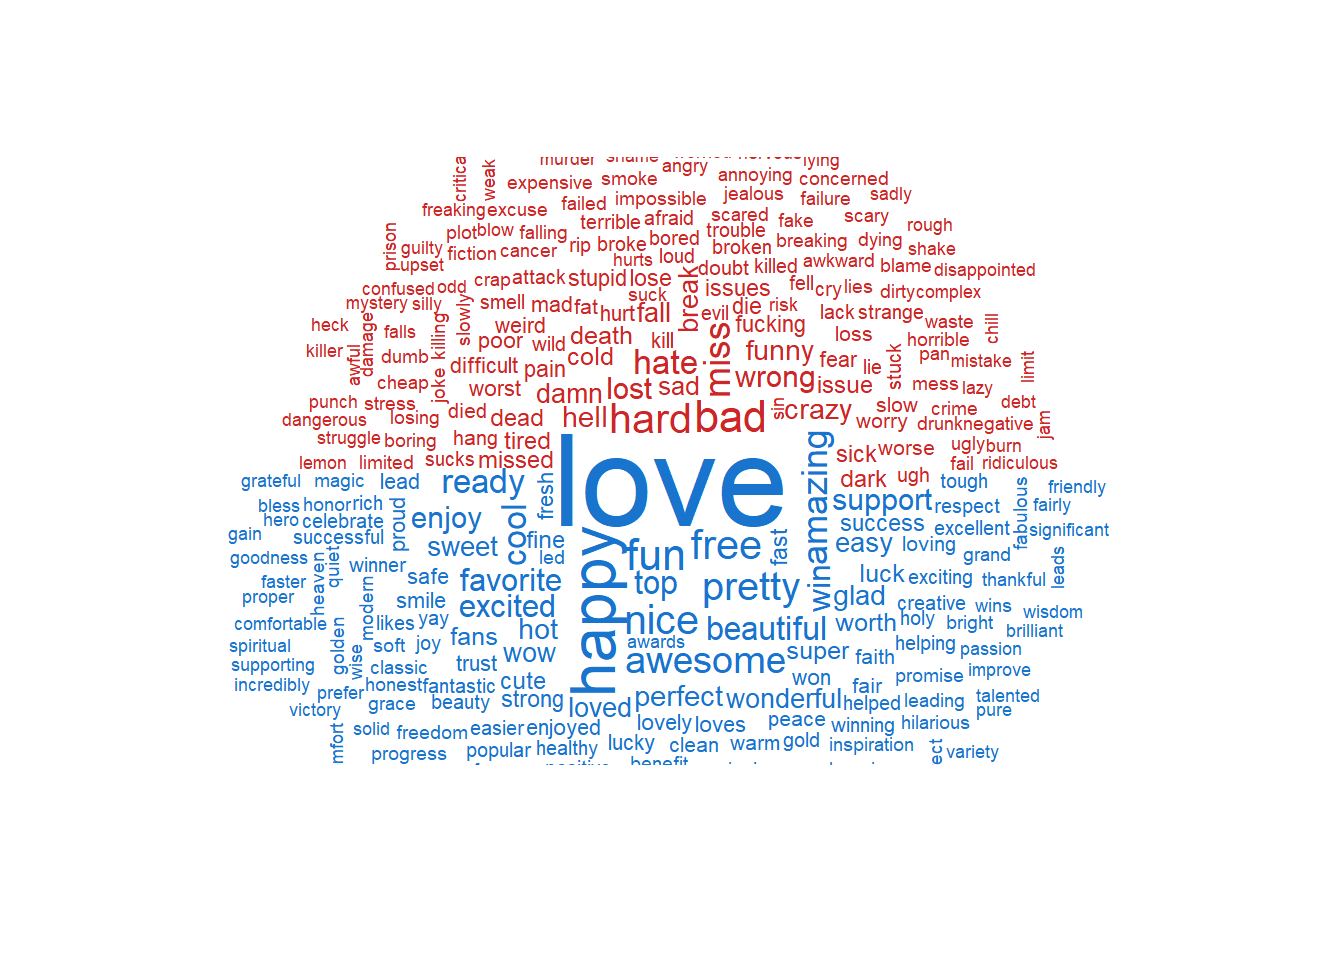 murder shame lying
critical weak angry
expensive smoke annoying concerned
failed impossible jealous failure sadly
freaking excuse terrible afraid scared fake scary rough
plot blow falling rip broke bored trouble breaking dying shake
prison guilty fiction cancer hurts loud broken awkward blame disappointed
upset crap attack stupid lose doubt killed
confused odd suck break issues fell cry lies dirty complex
mystery silly slowly smell mad fat hurt fall evil die risk lack strange
heck damage falls weird death kill miss fucking loss waste chill
killer awful dumb killing poor wild cold hate funny fear lie stuck horrible pan mistake limit
cheap joke difficult pain lost sad wrong issue mess lazy
worst damn
punch stress died dead hell hard bad sin crazy slow crime debt
dangerous losing worry drunk negative jam
struggle boring hang tired sick worse ugly burn
lemon limited sucks missed love amazing dark ugh fail ridiculous
grateful magic lead ready fresh tough friendly
bless honor rich proud enjoy cool support respect fabulous fairly
hero celebrate success excellent significant
gain successful sweet fine happy fun free fast easy loving
goodness quiet winner led grand leads
faster heaven modern safe favorite top pretty win luck exciting thankful
proper smile excited glad creative wins wisdom
comfortable golden likes yay hot nice beautiful worth holy bright brilliant
spiritual wise soft joy fans wow awards super faith helping passion
supporting classic trust awesome won fair promise improve
incredibly prefer honest fantastic cute perfect wonderful helped leading talented
victory grace beauty strong loved pure
solid freedom easier enjoyed lovely loves peace winning hilarious
mfort progress popular healthy lucky clean warm gold inspiration ect variety
positive benefit